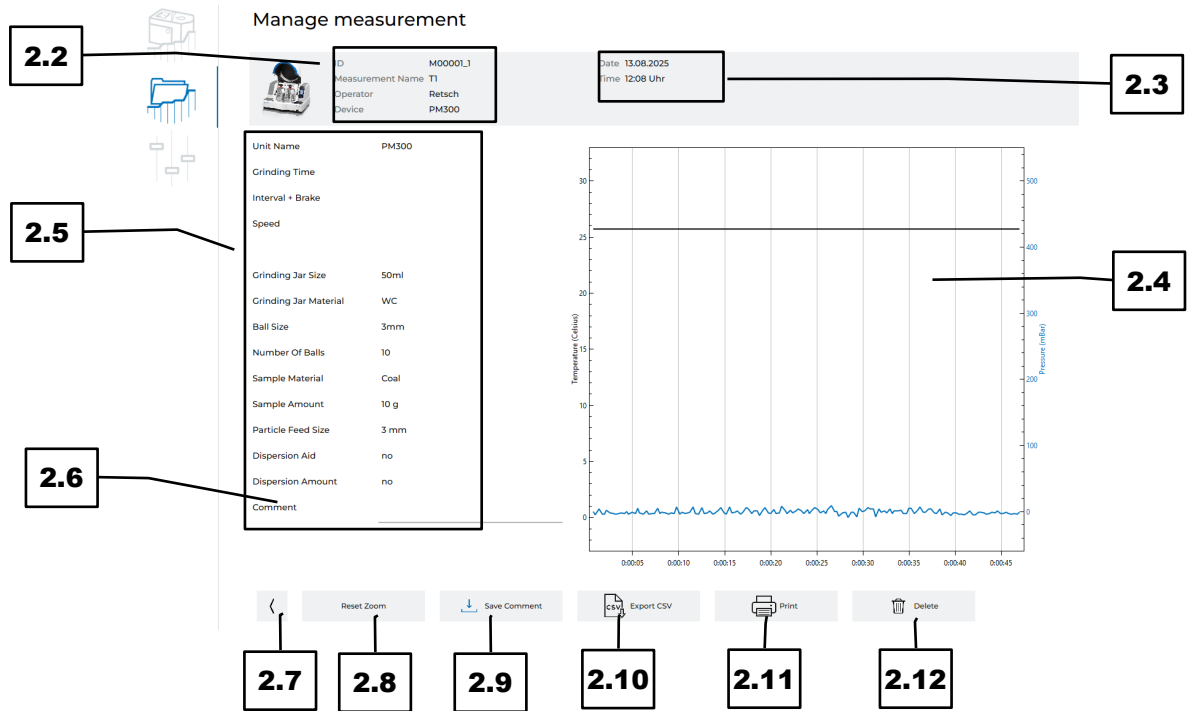 Manage measurement
2.2
ID M00001_1
Measurement Name T1
Operator Retsch
Device PM300
Date 13.08.2025
Time 12:08 Uhr
2.3
Unit Name PM300
Grinding Time
Interval + Brake
Speed
2.5
Grinding Jar Size 50ml
Grinding Jar Material WC
Ball Size 3mm
Number Of Balls 10
Sample Material Coal
Sample Amount 10 g
Particle Feed Size 3 mm
Dispersion Aid no
Dispersion Amount no
Comment
2.6
Temperature (Celsius)
30
25
20
15
10
5
0
Pressure (mBar)
500
400
300
200
100
0
2.4
0:00:05 0:00:10 0:00:15 0:00:20 0:00:25 0:00:30 0:00:35 0:00:40 0:00:45
Reset Zoom
Save Comment
CSV Export CSV
Print
Delete
2.7 2.8 2.9 2.10 2.11 2.12